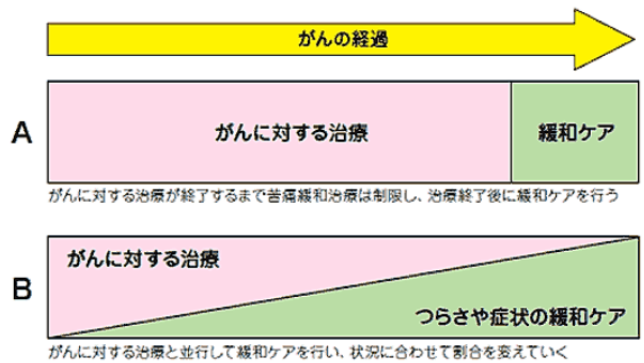 がんの経過
A
がんに対する治療
緩和ケア
がんに対する治療が終了するまで苦痛緩和治療は制限し、治療終了後に緩和ケアを行う
B
がんに対する治療
つらさや症状の緩和ケア
がんに対する治療と並行して緩和ケアを行い、状況に合わせて割合を変えていく